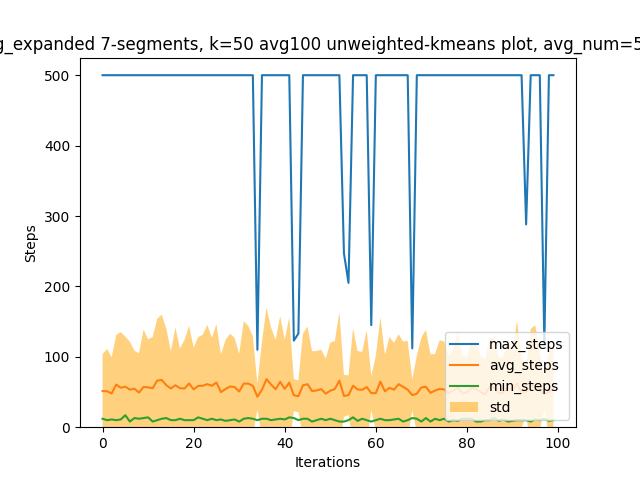 g_expanded 7-segments, k=50 avg100 unweighted-kmeans plot, avg_num=5
500
400
300
200
100
0
Steps
0 20 40 60 80 100
Iterations
max_steps
avg_steps
min_steps
std